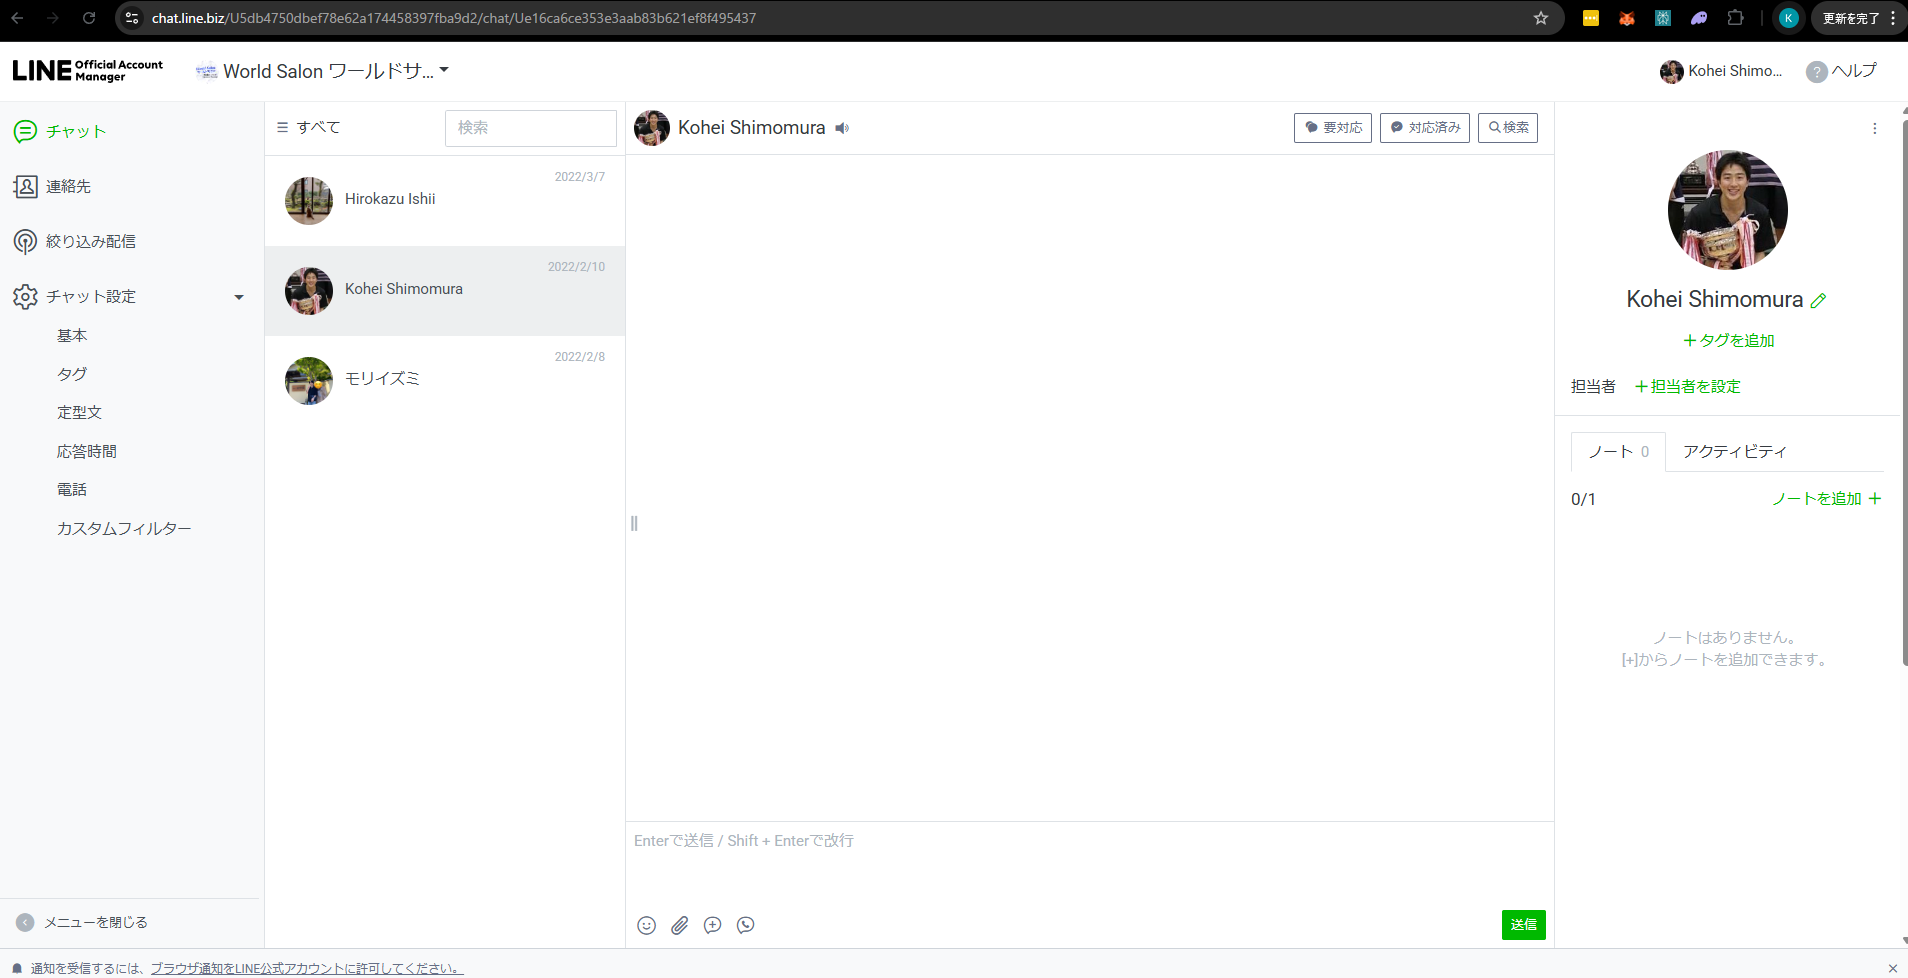 chat.line.biz/U5db4750dbef78e62a174458397fba9d2/chat/Ue16ca6ce353e3aab83b621ef8f495437
K
更新を完了
LINE Official Account Manager
World Salon ワールドサ...
Kohei Shimo...
? ヘルプ
チャット
連絡先
絞り込み配信
チャット設定
基本
タグ
定型文
応答時間
電話
カスタムフィルター
メニューを閉じる
すべて
検索
2022/3/7
Hirokazu Ishii
2022/2/10
Kohei Shimomura
2022/2/8
モリイズミ
Kohei Shimomura
要対応
対応済み
検索
Enterで送信 / Shift + Enterで改行
送信
Kohei Shimomura
+タグを追加
担当者 +担当者を設定
ノート 0
アクティビティ
0/1
ノートを追加 +
ノートはありません。
[+]からノートを追加できます。
通知を受信するには、ブラウザ通知をLINE公式アカウントに許可してください。